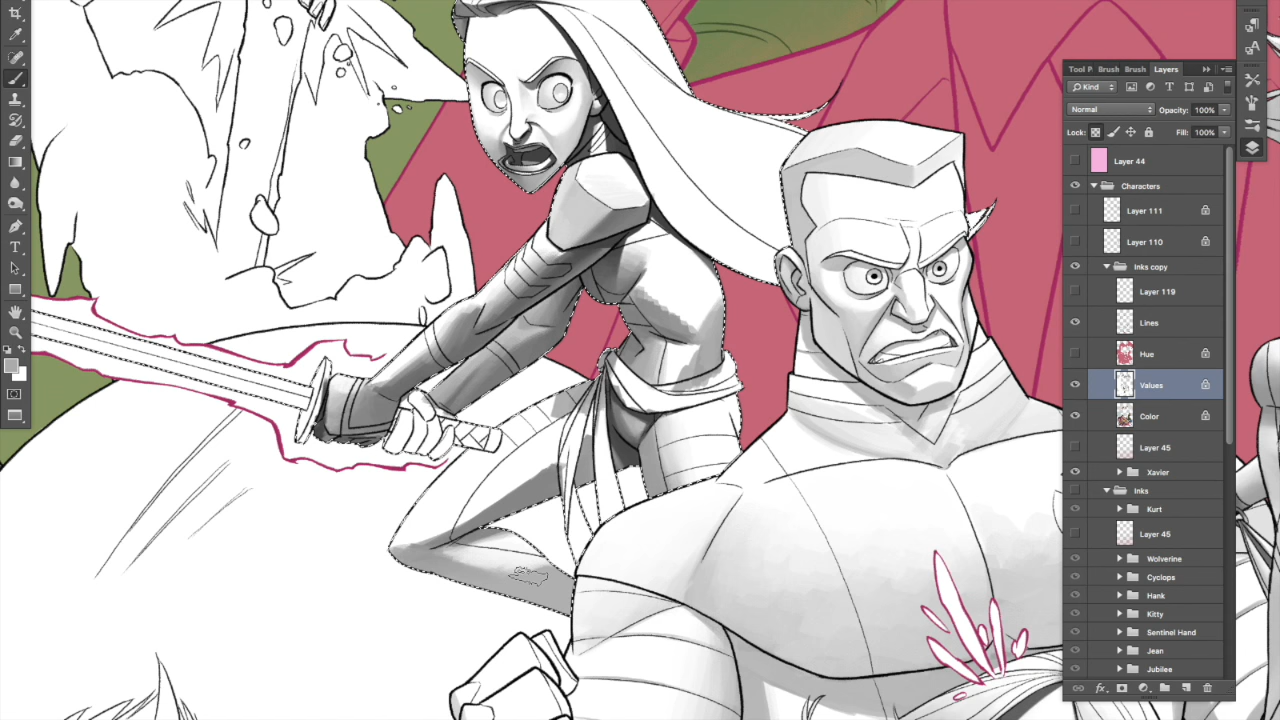 Tool P Brush Brush Layers
Kind
Normal Opacity: 100%
Lock: Fill: 100%
Layer 44
Characters
Layer 111
Layer 110
Inks copy
Layer 119
Lines
Hue
Values
Color
Layer 45
Xavier
Inks
Kurt
Layer 45
Wolverine
Cyclops
Hank
Kitty
Sentinel Hand
Jean
Jubilee
fx